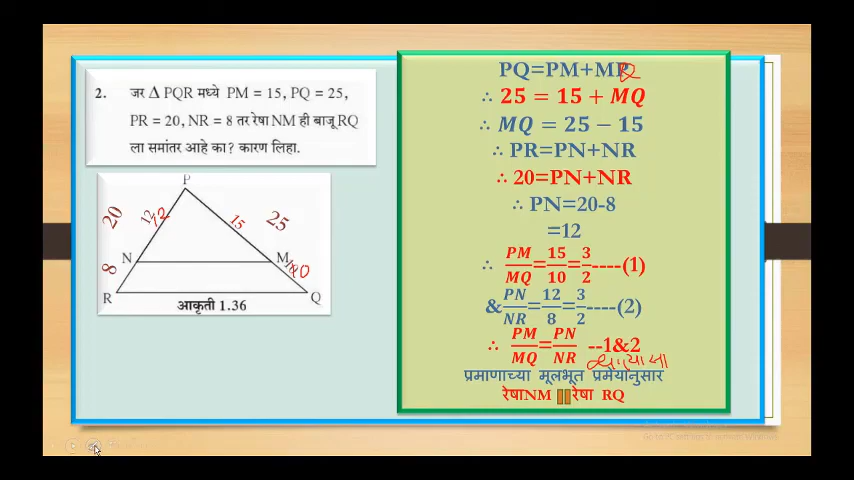 2. जर Δ PQR मध्ये PM = 15, PQ = 25,
PR = 20, NR = 8 तर रेषा NM ही बाजू RQ
ला समांतर आहे का? कारण लिहा.
P
20 12 12 15 25
N M 10
8
R Q
आकृती 1.36
PQ=PM+MP Q
∴ 25 = 15 + MQ
∴ MQ = 25 − 15
∴ PR=PN+NR
∴ 20=PN+NR
∴ PN=20-8
=12
∴ PM/MQ=15/10=3/2----(1)
&PN/NR=12/8=3/2----(2)
∴ PM/MQ=PN/NR --1&2
प्रमाणाच्या मूलभूत प्रमेयानुसार
रेषाNM || रेषा RQ